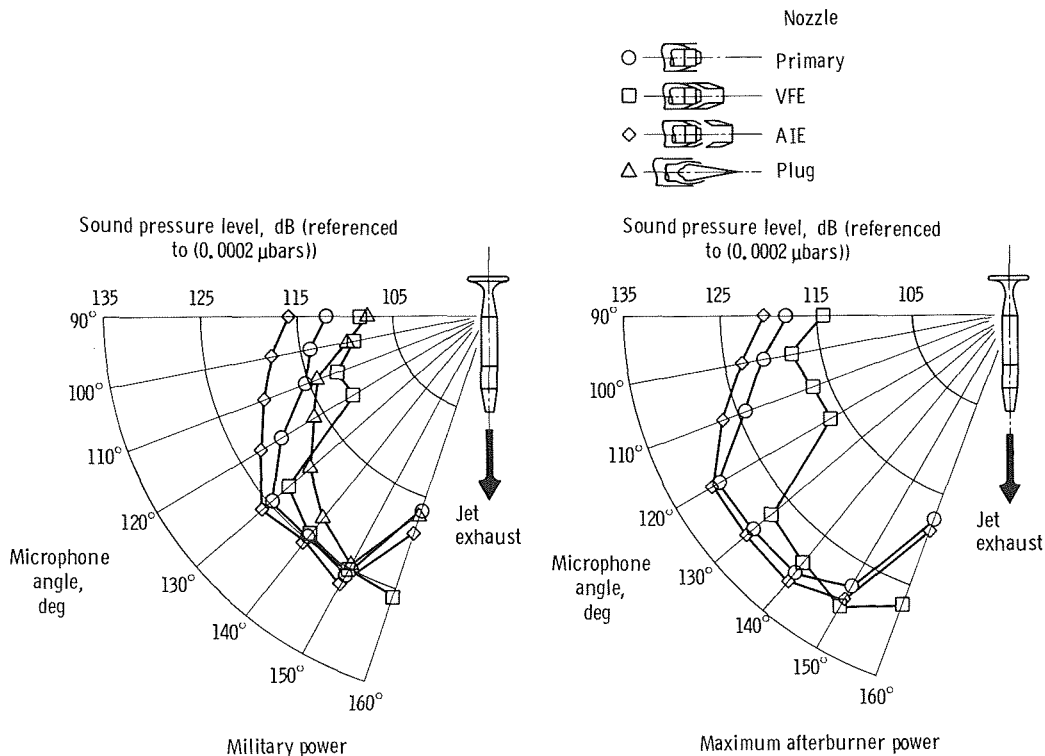 Nozzle
Primary
VFE
AIE
Plug
Sound pressure level, dB (referenced
to (0.0002 μbars))
135 125 115 105
90°
100°
110°
120°
130°
140°
150°
160°
Microphone
angle,
deg
Jet
exhaust
Military power
Sound pressure level, dB (referenced
to (0.0002 μbars))
135 125 115 105
90°
100°
110°
120°
130°
140°
150°
160°
Microphone
angle,
deg
Jet
exhaust
Maximum afterburner power